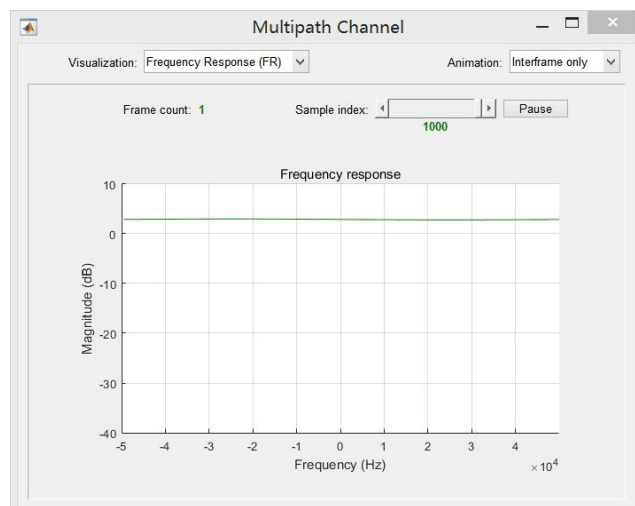 Multipath Channel
Visualization: Frequency Response (FR) Animation: Interframe only
Frame count: 1 Sample index: Pause
1000
Frequency response
10
0
-10
-20
-30
-40
Magnitude (dB)
-5 -4 -3 -2 -1 0 1 2 3 4
Frequency (Hz)
× 10⁴